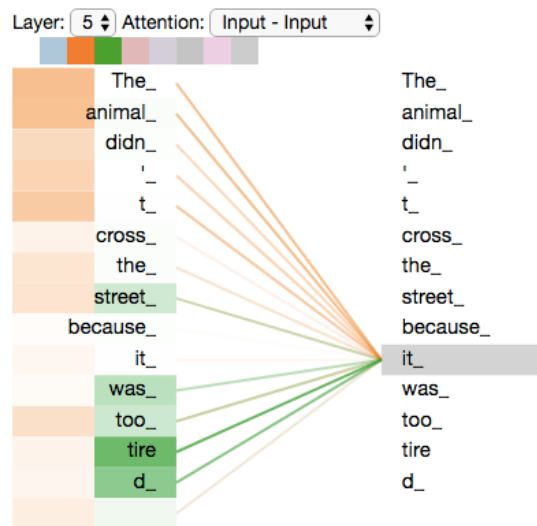 Layer: 5 Attention: Input - Input
The_ The_
animal_ animal_
didn_ didn_
'_ '_
t_ t_
cross_ cross_
the_ the_
street_ street_
because_ because_
it_ it_
was_ was_
too_ too_
tire tire
d_ d_